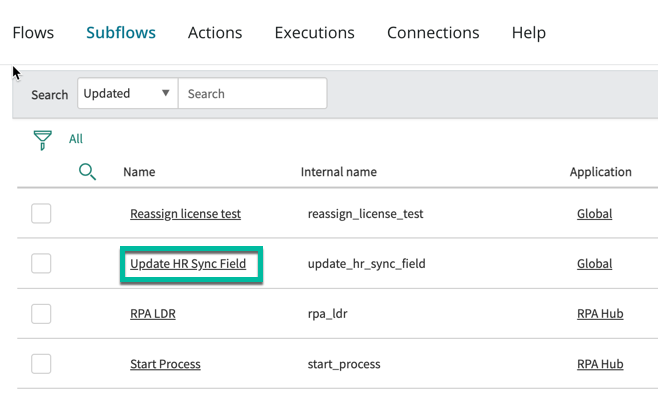 Flows Subflows Actions Executions Connections Help
Search Updated Search
All
Name Internal name Application
Reassign license test reassign_license_test Global
Update HR Sync Field update_hr_sync_field Global
RPA LDR rpa_ldr RPA Hub
Start Process start_process RPA Hub